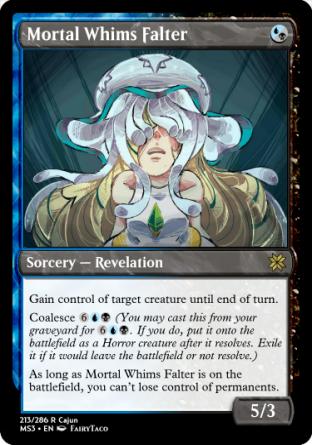 Mortal Whims Falter
Sorcery — Revelation
Gain control of target creature until end of turn.
Coalesce 6 (You may cast this from your
graveyard for 6 . If you do, put it onto the
battlefield as a Horror creature after it resolves. Exile
it if it would leave the battlefield or not resolve.)
As long as Mortal Whims Falter is on the
battlefield, you can't lose control of permanents.
5/3
213/286 R Cajun
MS3 • EN FairyTaco